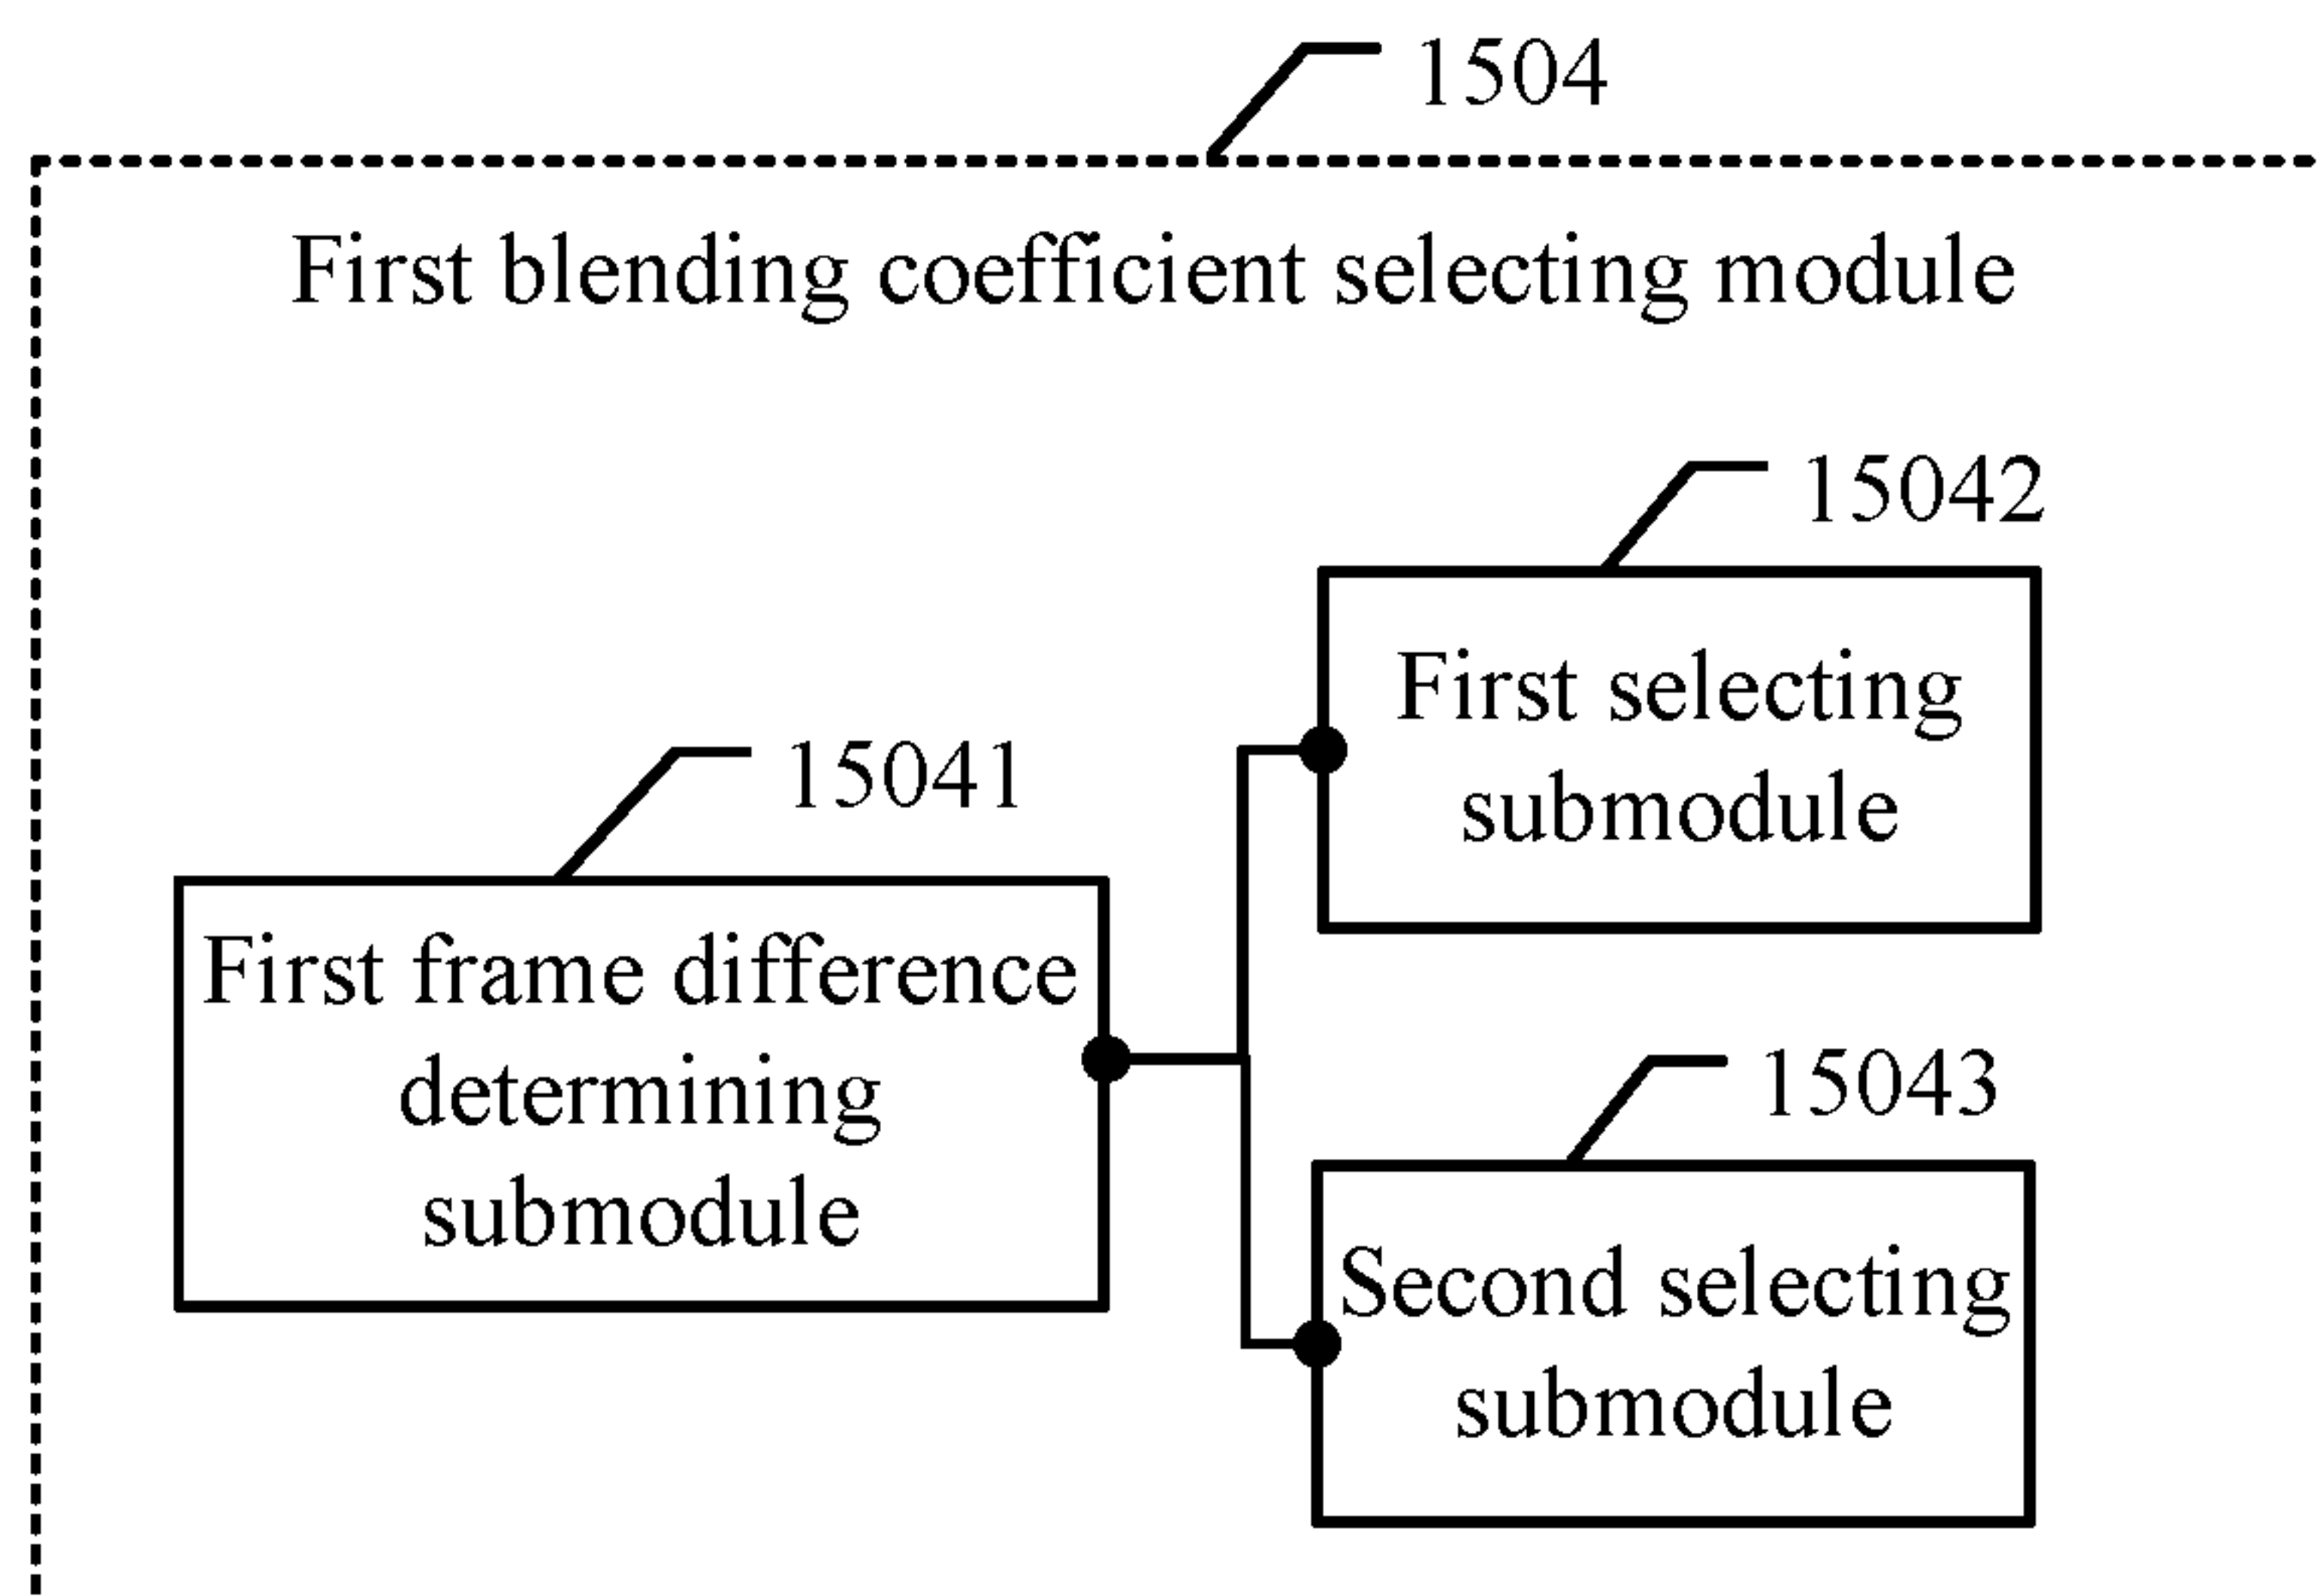 1504
First blending coefficient selecting module
15042
First selecting
submodule
15041
First frame difference
determining
submodule
15043
Second selecting
submodule